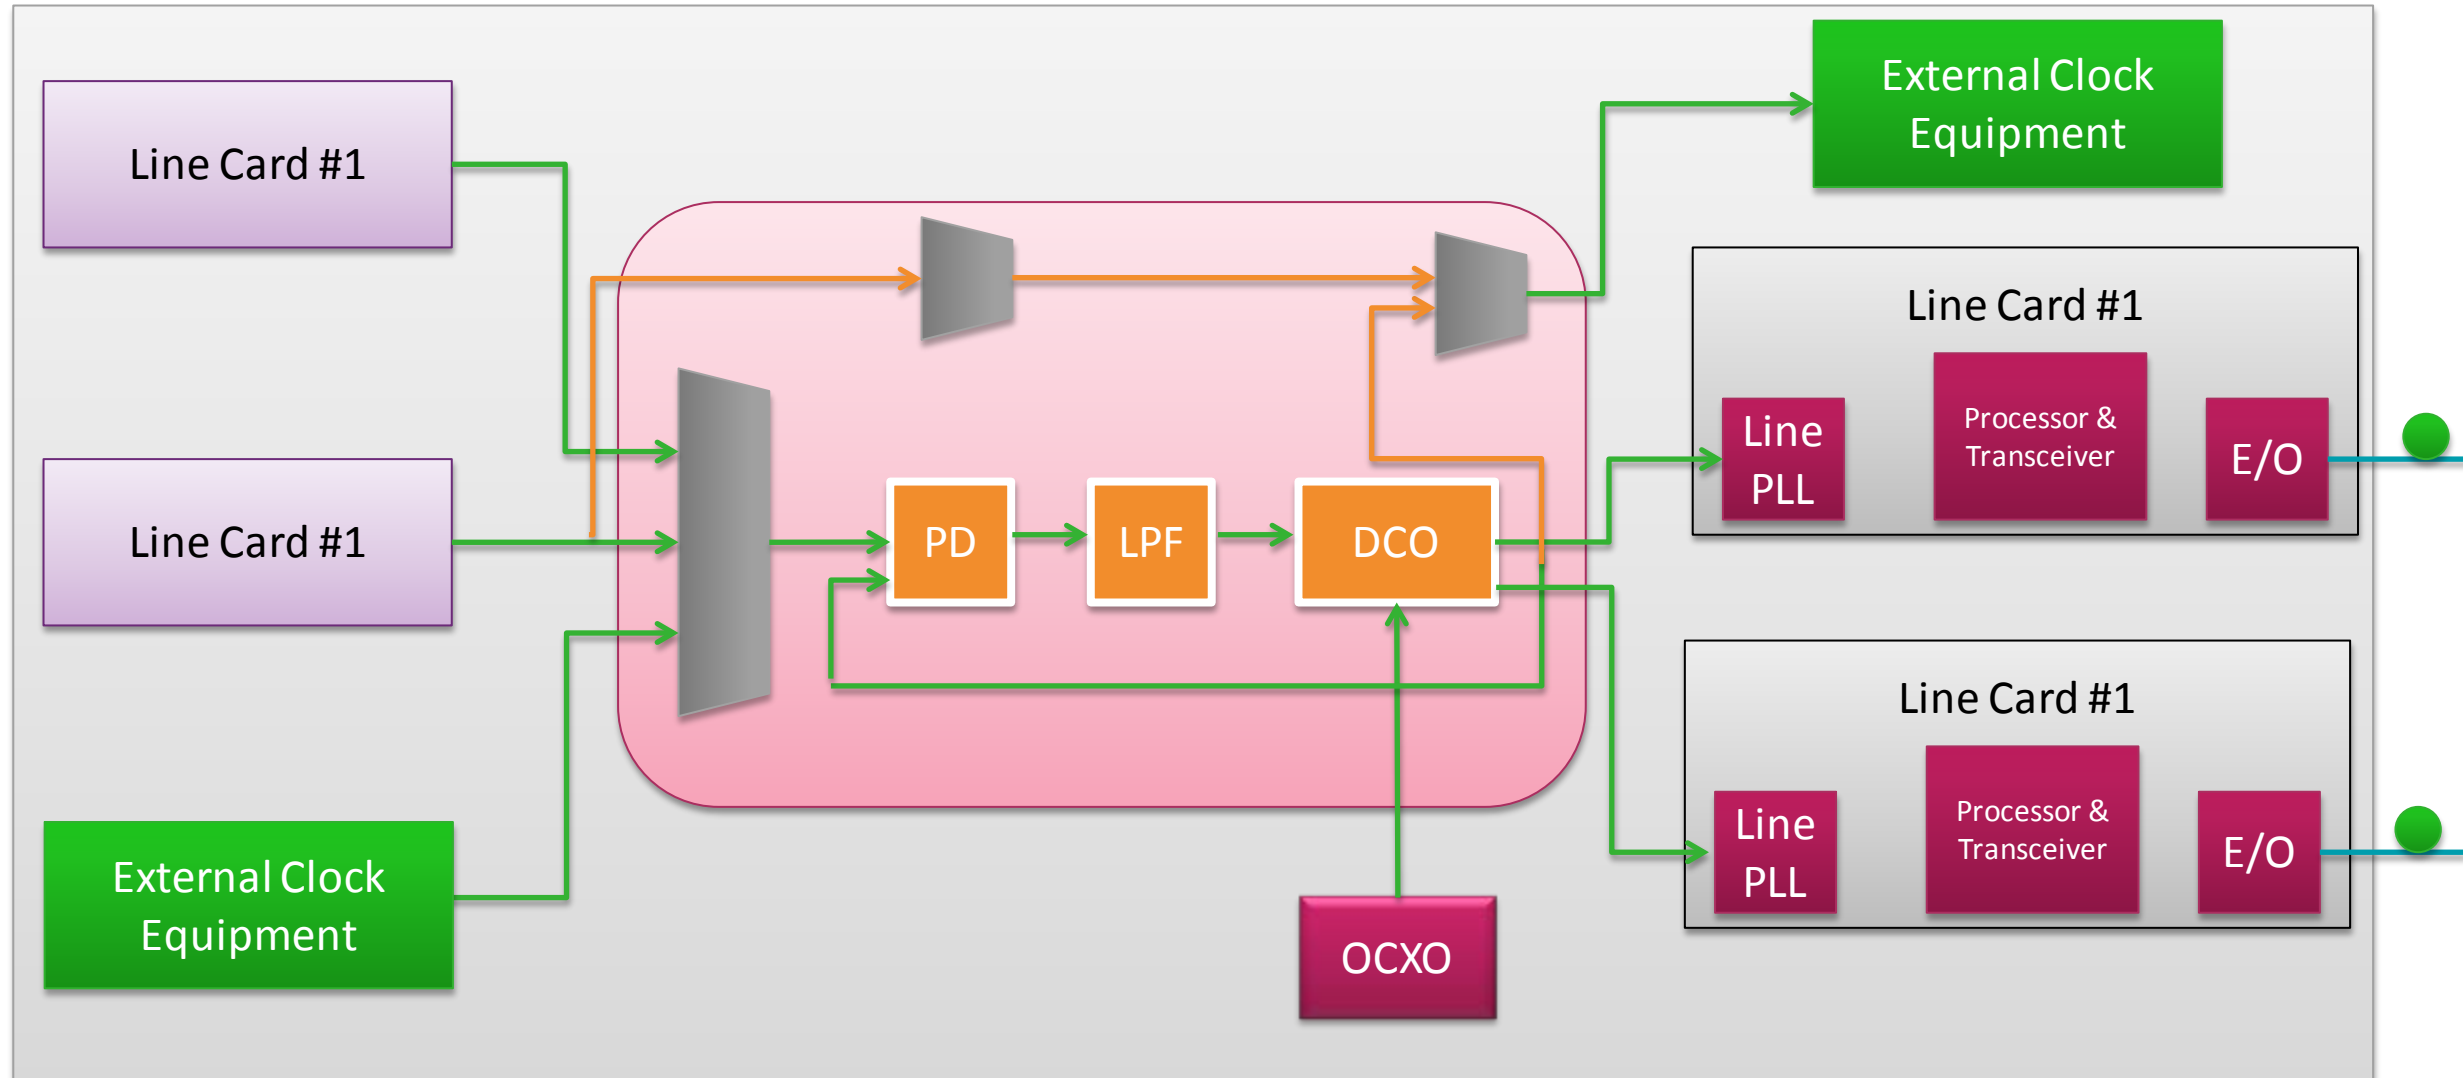 Line Card #1
Line Card #1
External Clock
Equipment
PD
LPF
DCO
OCXO
External Clock
Equipment
Line Card #1
Line
PLL
Processor &
Transceiver
E/O
Line Card #1
Line
PLL
Processor &
Transceiver
E/O